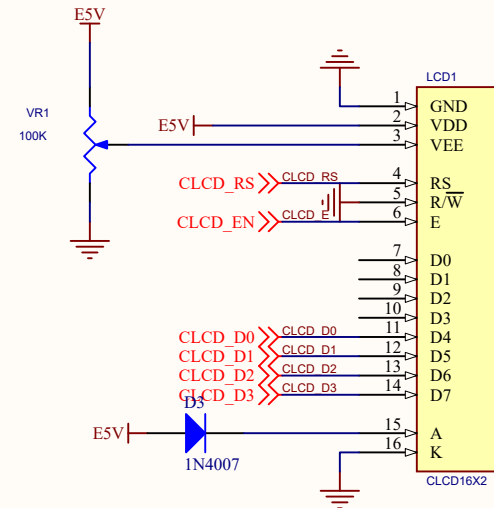 E5V
LCD1
VR1
100K
1 GND
E5V 2 VDD
3 VEE
CLCD_RS CLCD_RS 4 RS
5 R/W
CLCD_EN CLCD_E 6 E
7 D0
8 D1
9 D2
10 D3
CLCD_D0 CLCD_D0 11 D4
CLCD_D1 CLCD_D1 12 D5
CLCD_D2 CLCD_D2 13 D6
CLCD_D3 CLCD_D3 14 D7
D3
E5V 15 A
16 K
1N4007
CLCD16X2